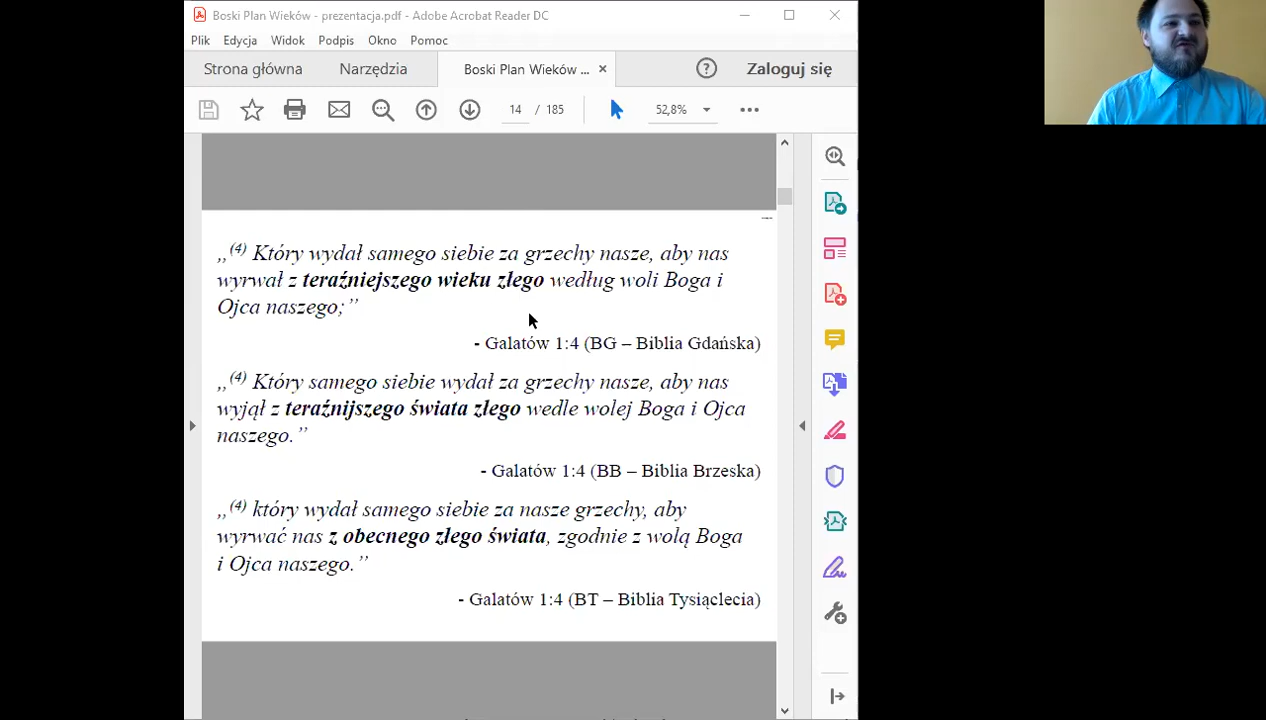 Boski Plan Wieków - prezentacja.pdf - Adobe Acrobat Reader DC
Plik Edycja Widok Podpis Okno Pomoc
Strona główna Narzędzia Boski Plan Wieków ... × Zaloguj się
14 / 185 52,8%
„⁽⁴⁾ Który wydał samego siebie za grzechy nasze, aby nas
wyrwał z teraźniejszego wieku złego według woli Boga i
Ojca naszego;”
- Galatów 1:4 (BG – Biblia Gdańska)
„⁽⁴⁾ Który samego siebie wydał za grzechy nasze, aby nas
wyjął z teraźnijszego świata złego wedle wolej Boga i Ojca
naszego.”
- Galatów 1:4 (BB – Biblia Brzeska)
„⁽⁴⁾ który wydał samego siebie za nasze grzechy, aby
wyrwać nas z obecnego złego świata, zgodnie z wolą Boga
i Ojca naszego.”
- Galatów 1:4 (BT – Biblia Tysiąclecia)